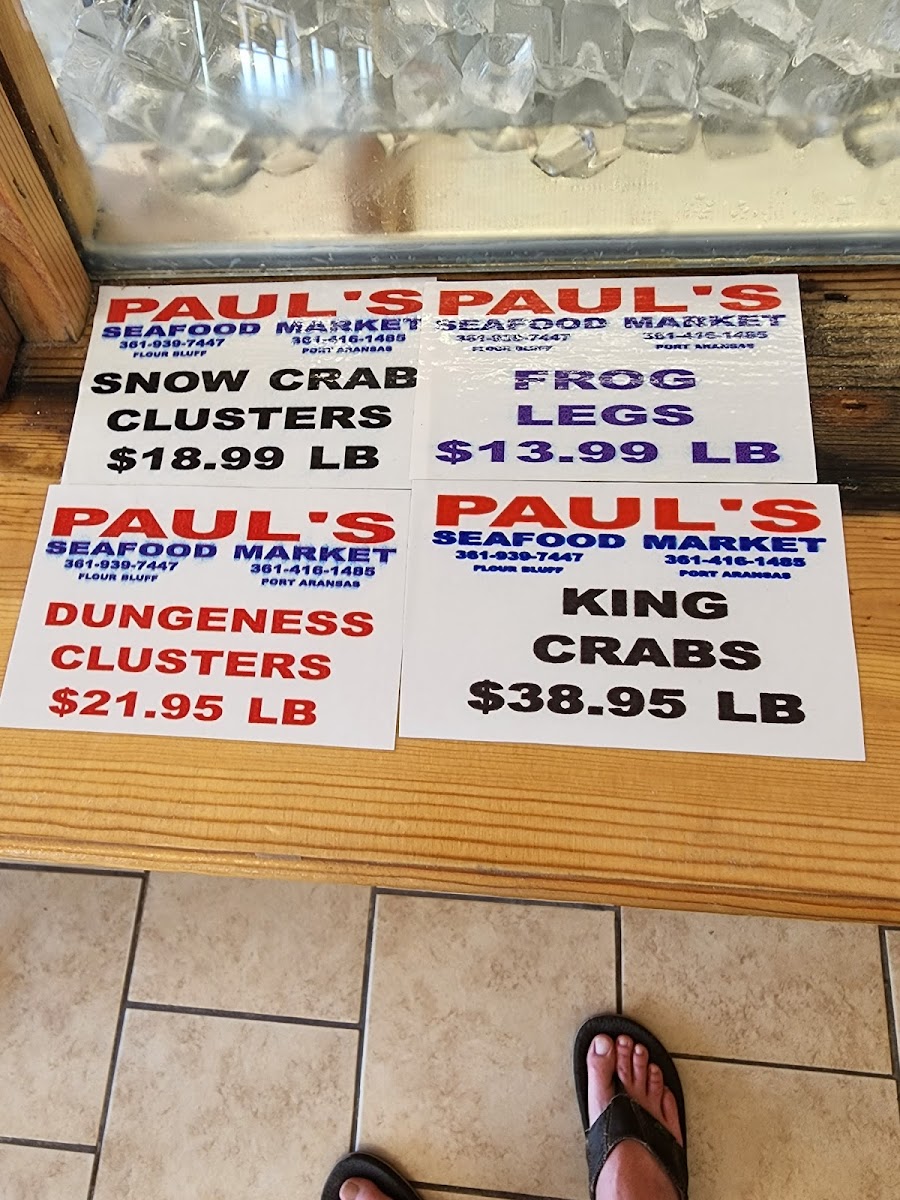 PAUL'S
SEAFOOD MARKET
361-939-7447 361-416-1485
FLOUR BLUFF PORT ARANSAS
SNOW CRAB
CLUSTERS
$18.99 LB
PAUL'S
SEAFOOD MARKET
361-939-7447 361-416-1485
FLOUR BLUFF PORT ARANSAS
FROG
LEGS
$13.99 LB
PAUL'S
SEAFOOD MARKET
361-939-7447 361-416-1485
FLOUR BLUFF PORT ARANSAS
DUNGENESS
CLUSTERS
$21.95 LB
PAUL'S
SEAFOOD MARKET
361-939-7447 361-416-1485
FLOUR BLUFF PORT ARANSAS
KING
CRABS
$38.95 LB